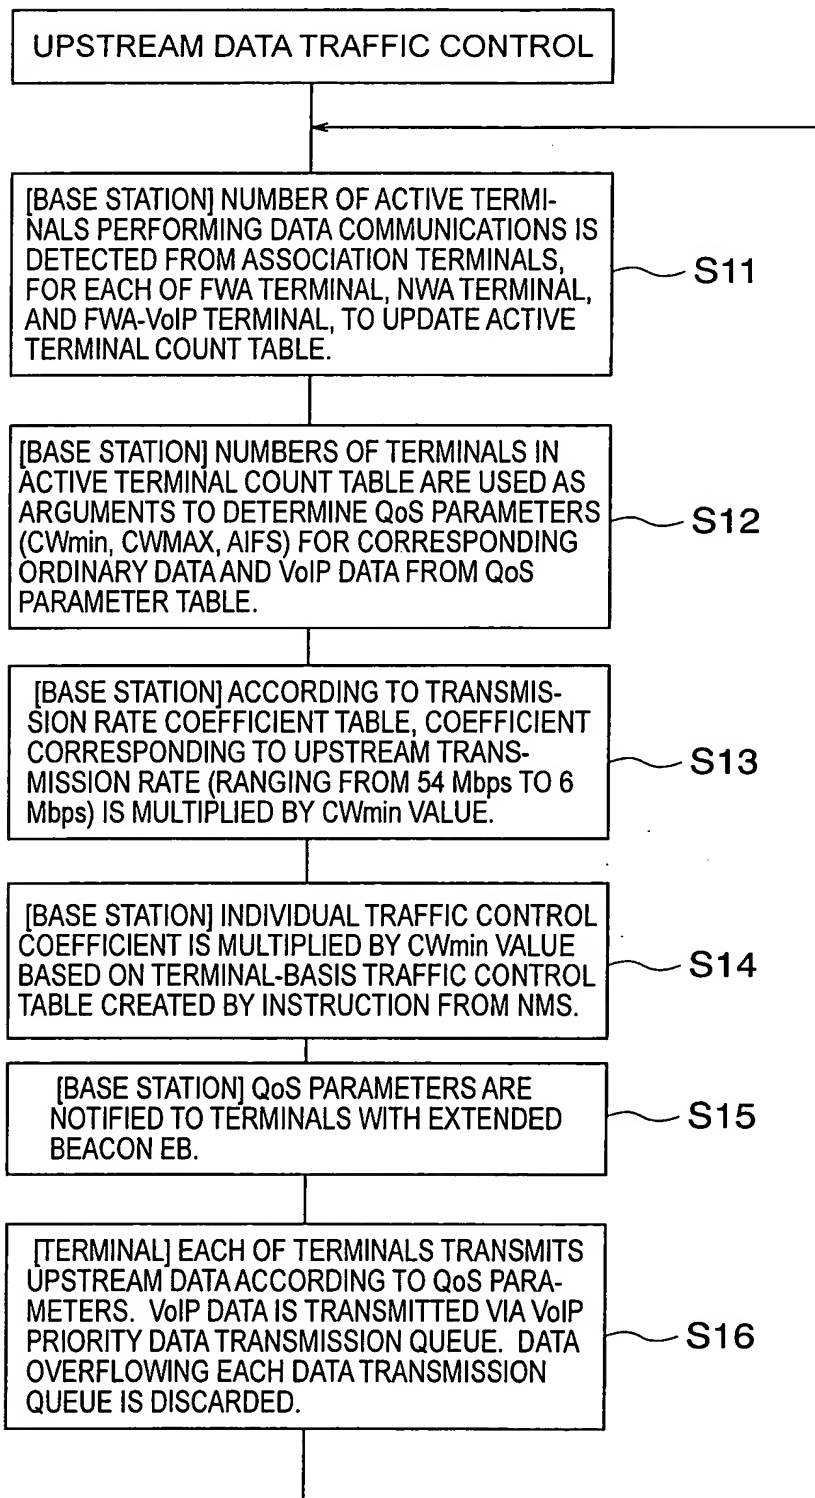 UPSTREAM DATA TRAFFIC CONTROL
[BASE STATION] NUMBER OF ACTIVE TERMI-
NALS PERFORMING DATA COMMUNICATIONS IS
DETECTED FROM ASSOCIATION TERMINALS,
FOR EACH OF FWA TERMINAL, NWA TERMINAL,
AND FWA-VoIP TERMINAL, TO UPDATE ACTIVE
TERMINAL COUNT TABLE.
S11
[BASE STATION] NUMBERS OF TERMINALS IN
ACTIVE TERMINAL COUNT TABLE ARE USED AS
ARGUMENTS TO DETERMINE QoS PARAMETERS
(CWmin, CWMAX, AIFS) FOR CORRESPONDING
ORDINARY DATA AND VoIP DATA FROM QoS
PARAMETER TABLE.
S12
[BASE STATION] ACCORDING TO TRANSMIS-
SION RATE COEFFICIENT TABLE, COEFFICIENT
CORRESPONDING TO UPSTREAM TRANS-
MISSION RATE (RANGING FROM 54 Mbps TO 6
Mbps) IS MULTIPLIED BY CWmin VALUE.
S13
[BASE STATION] INDIVIDUAL TRAFFIC CONTROL
COEFFICIENT IS MULTIPLIED BY CWmin VALUE
BASED ON TERMINAL-BASIS TRAFFIC CONTROL
TABLE CREATED BY INSTRUCTION FROM NMS.
S14
[BASE STATION] QoS PARAMETERS ARE
NOTIFIED TO TERMINALS WITH EXTENDED
BEACON EB.
S15
[TERMINAL] EACH OF TERMINALS TRANSMITS
UPSTREAM DATA ACCORDING TO QoS PARA-
METERS. VoIP DATA IS TRANSMITTED VIA VoIP
PRIORITY DATA TRANSMISSION QUEUE. DATA
OVERFLOWING EACH DATA TRANSMISSION
QUEUE IS DISCARDED.
S16